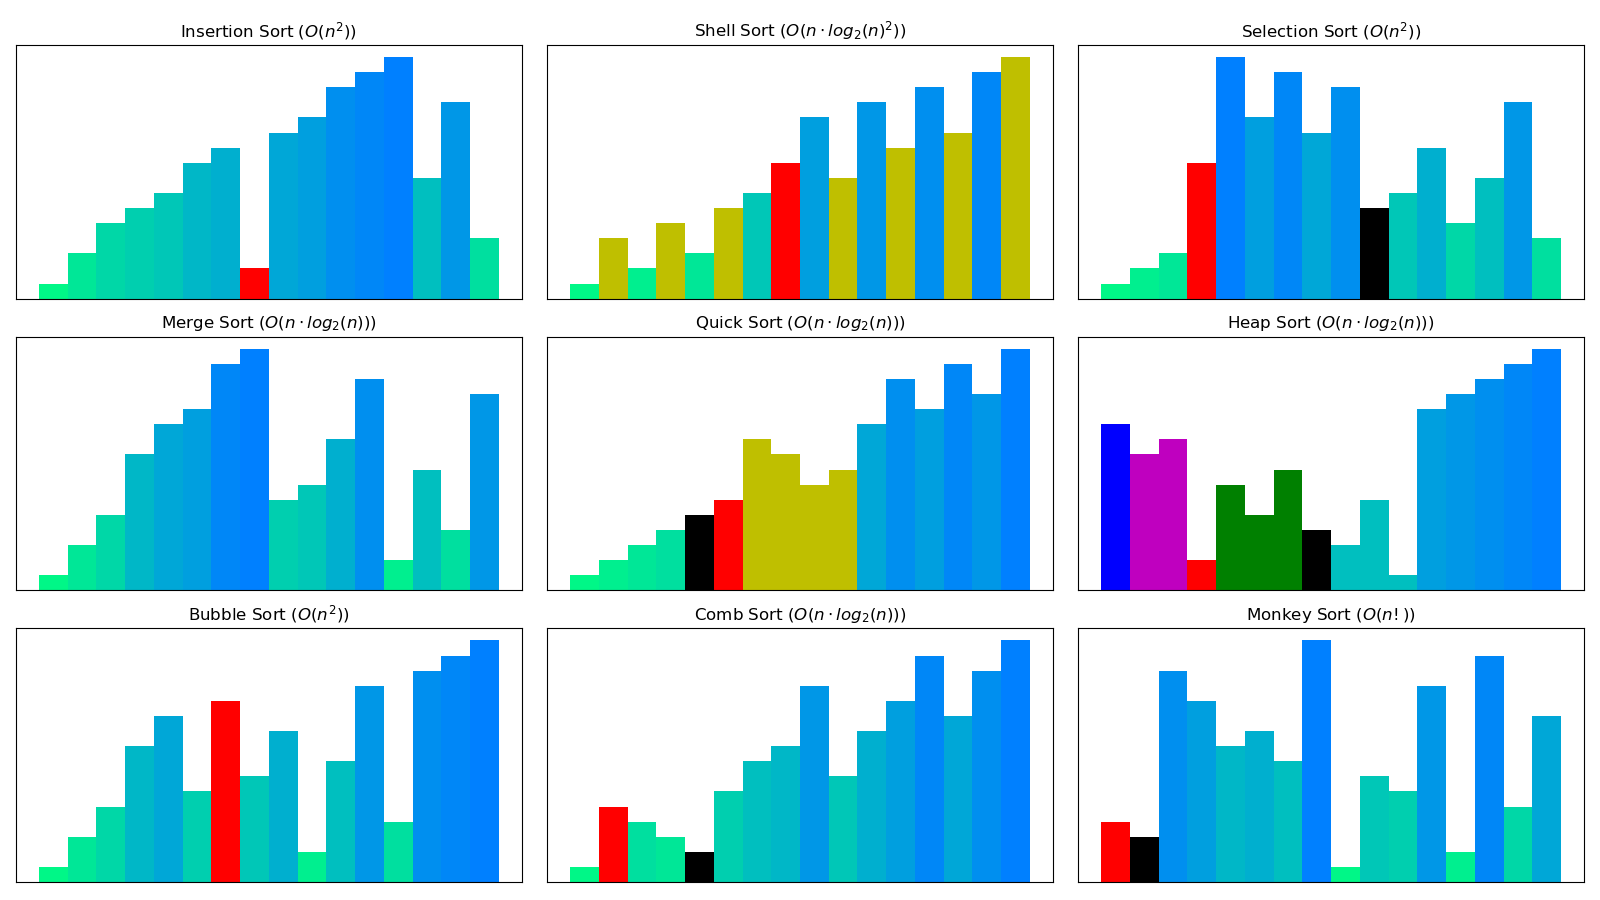 Insertion Sort (O(n²))
Shell Sort (O(n · log₂(n)²))
Selection Sort (O(n²))
Merge Sort (O(n · log₂(n)))
Quick Sort (O(n · log₂(n)))
Heap Sort (O(n · log₂(n)))
Bubble Sort (O(n²))
Comb Sort (O(n · log₂(n)))
Monkey Sort (O(n!))